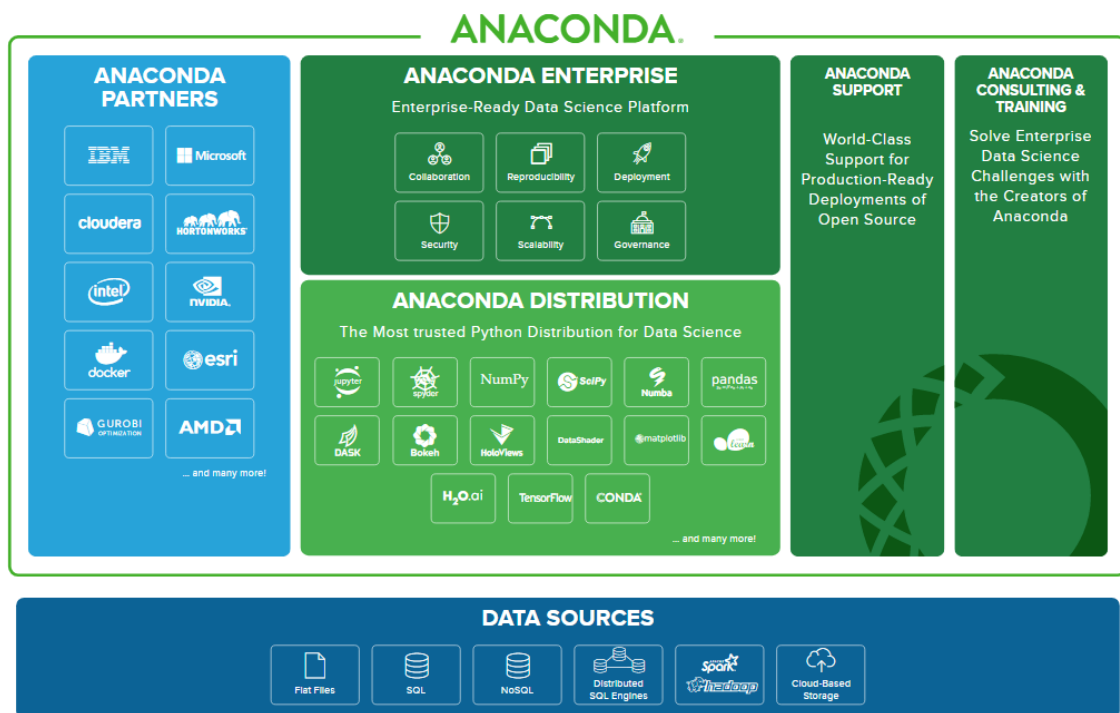 ANACONDA.
ANACONDA
PARTNERS
IBM
Microsoft
cloudera
HORTONWORKS
intel
NVIDIA.
docker
esri
GUROBI
OPTIMIZATION
AMD
... and many more!
ANACONDA ENTERPRISE
Enterprise-Ready Data Science Platform
Collaboration
Reproducibility
Deployment
Security
Scalability
Governance
ANACONDA DISTRIBUTION
The Most trusted Python Distribution for Data Science
jupyter
spyder
NumPy
SciPy
Numba
pandas
DASK
Bokeh
HoloViews
DataShader
matplotlib
learn
H2O.ai
TensorFlow
CONDA
... and many more!
ANACONDA
SUPPORT
World-Class
Support for
Production-Ready
Deployments of
Open Source
ANACONDA
CONSULTING &
TRAINING
Solve Enterprise
Data Science
Challenges with
the Creators of
Anaconda
DATA SOURCES
Flat Files
SQL
NoSQL
Distributed
SQL Engines
Spark
hadoop
Cloud-Based
Storage